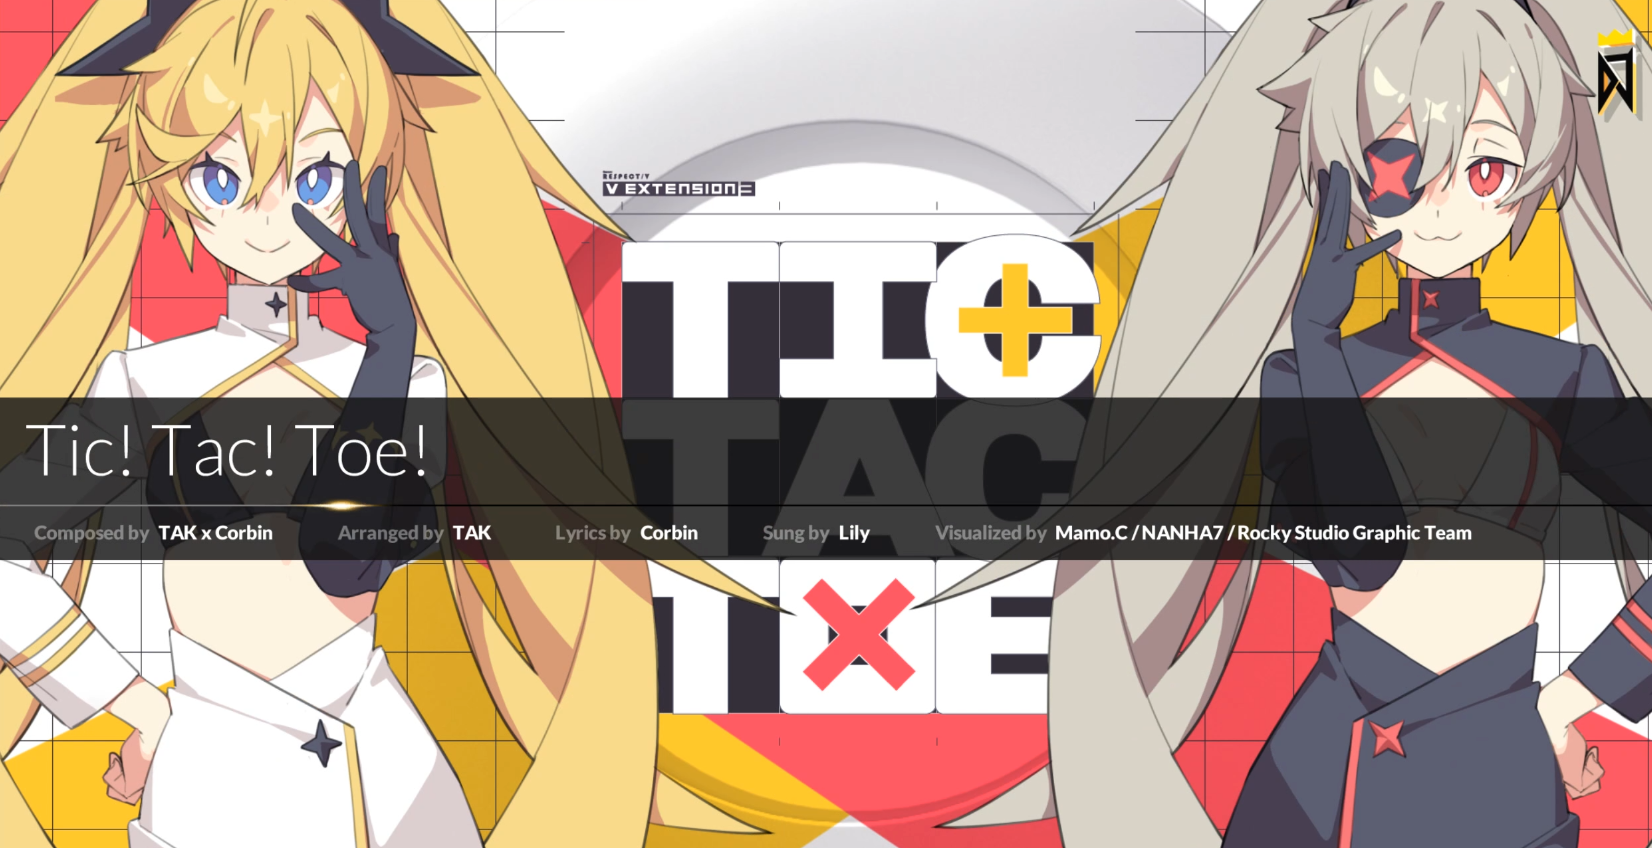 RESPECT/V
V EXTENSION 3
TIC
TAC
TOE
Tic! Tac! Toe!
Composed by TAK x Corbin Arranged by TAK Lyrics by Corbin Sung by Lily Visualized by Mamo.C / NANHA7 / Rocky Studio Graphic Team